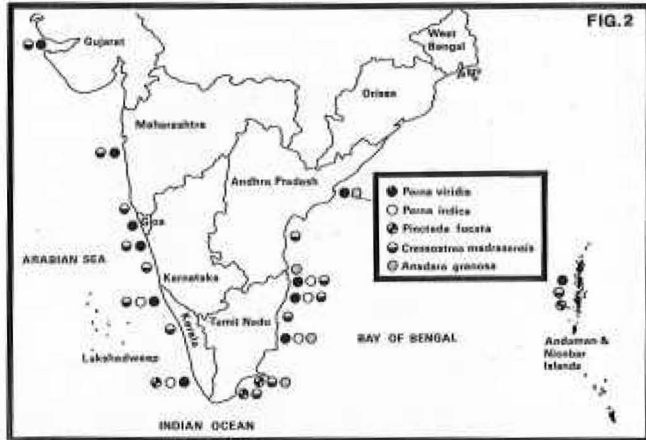 FIG.2
West
Bengal
Gujarat
Orissa
Maharashtra
Andhra Pradesh
Perna viridis
Perna indica
Pinctada fucata
Crassostrea madrasensis
Anadara granosa
Goa
ARABIAN SEA
Karnataka
Kerala
Tamil Nadu
BAY OF BENGAL
Lakshadweep
Andaman &
Nicobar
Islands
INDIAN OCEAN